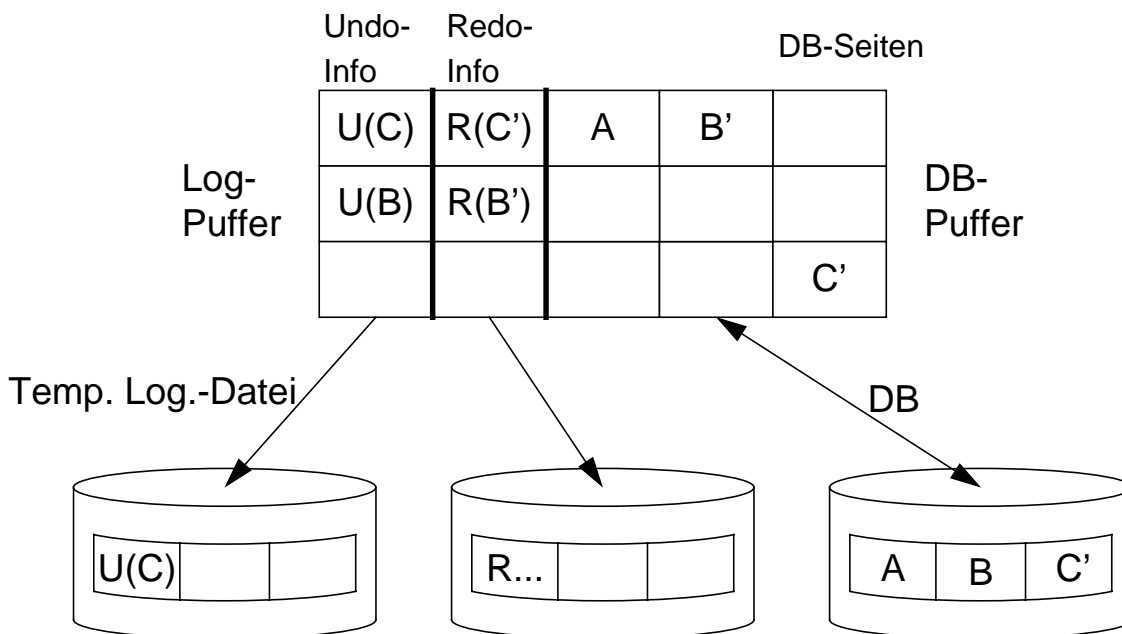 Undo-
Info
Redo-
Info
DB-Seiten
U(C) R(C’) A B’
Log-
Puffer
U(B) R(B’)
DB-
Puffer
C’
Temp. Log.-Datei
DB
U(C)
R...
A B C’